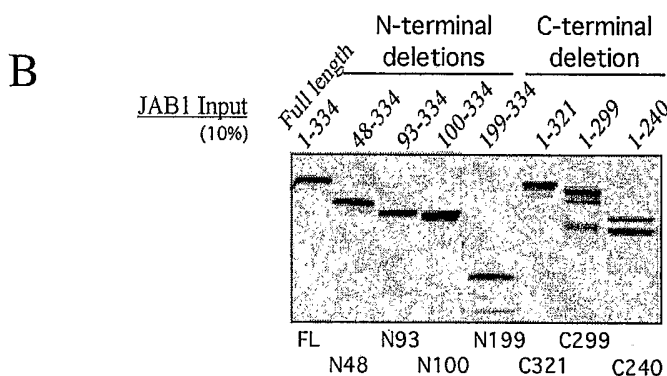 B
N-terminal deletions
C-terminal deletion
JAB1 Input
(10%)
Full length
1-334
48-334
93-334
100-334
199-334
1-321
1-299
1-240
FL
N48
N93
N100
N199
C321
C299
C240